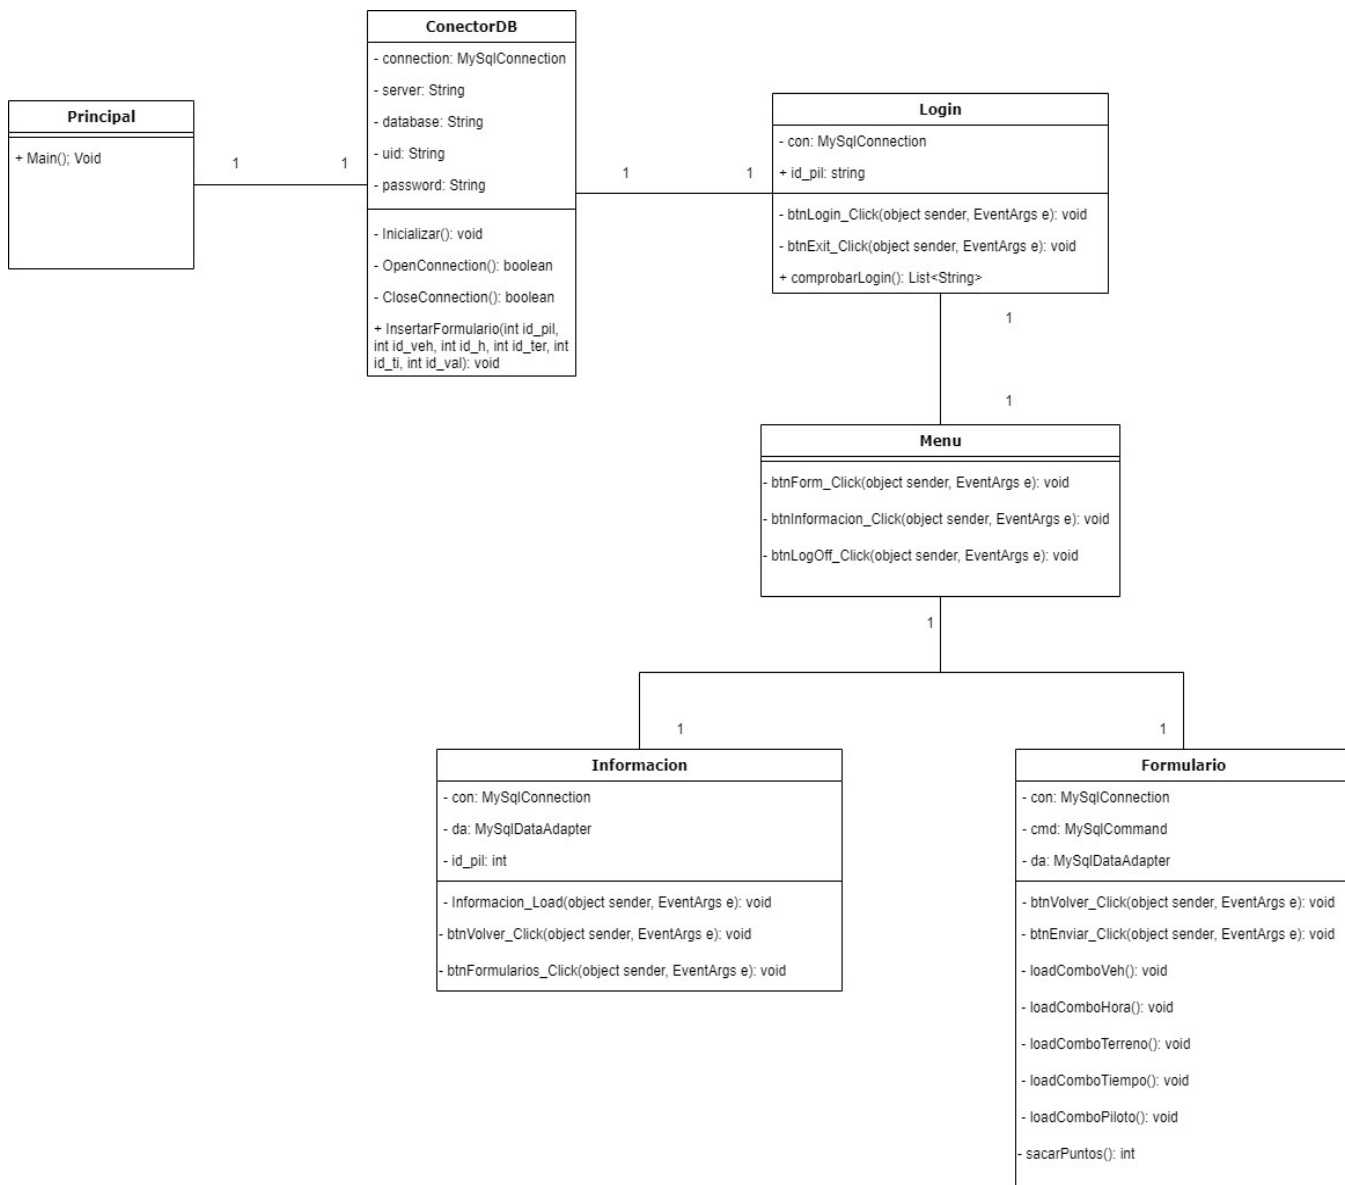 Principal
+ Main(); Void
1
1
ConectorDB
- connection: MySqlConnection
- server: String
- database: String
- uid: String
- password: String
- Inicializar(): void
- OpenConnection(): boolean
- CloseConnection(): boolean
+ InsertarFormulario(int id_pil,
int id_veh, int id_h, int id_ter, int
id_ti, int id_val): void
1
1
Login
- con: MySqlConnection
+ id_pil: string
- btnLogin_Click(object sender, EventArgs e): void
- btnExit_Click(object sender, EventArgs e): void
+ comprobarLogin(): List<String>
1
1
Menu
- btnForm_Click(object sender, EventArgs e): void
- btnInformacion_Click(object sender, EventArgs e): void
- btnLogOff_Click(object sender, EventArgs e): void
1
1
1
Informacion
- con: MySqlConnection
- da: MySqlDataAdapter
- id_pil: int
- Informacion_Load(object sender, EventArgs e): void
- btnVolver_Click(object sender, EventArgs e): void
- btnFormularios_Click(object sender, EventArgs e): void
Formulario
- con: MySqlConnection
- cmd: MySqlCommand
- da: MySqlDataAdapter
- btnVolver_Click(object sender, EventArgs e): void
- btnEnviar_Click(object sender, EventArgs e): void
- loadComboVeh(): void
- loadComboHora(): void
- loadComboTerreno(): void
- loadComboTiempo(): void
- loadComboPiloto(): void
- sacarPuntos(): int